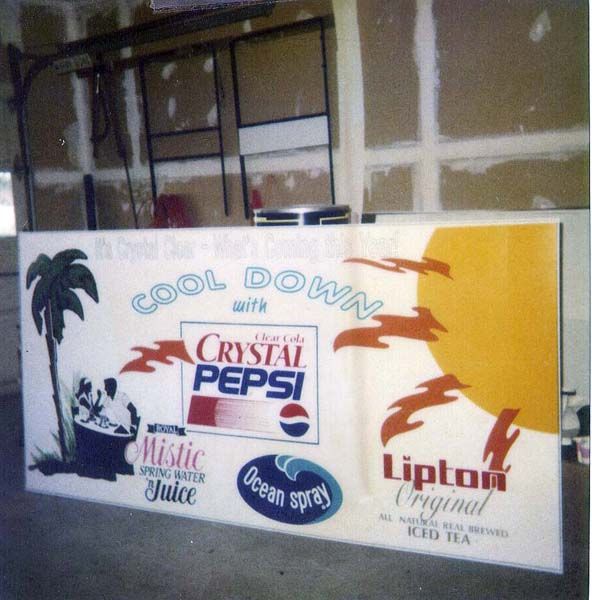 It's Crystal Clear - What's Coming this Year!
COOL DOWN
with
Clear Cola
CRYSTAL
PEPSI
ROYAL
Mistic
SPRING WATER
'n
Juice
Ocean spray
Lipton
Original
ALL NATURAL REAL BREWED
ICED TEA